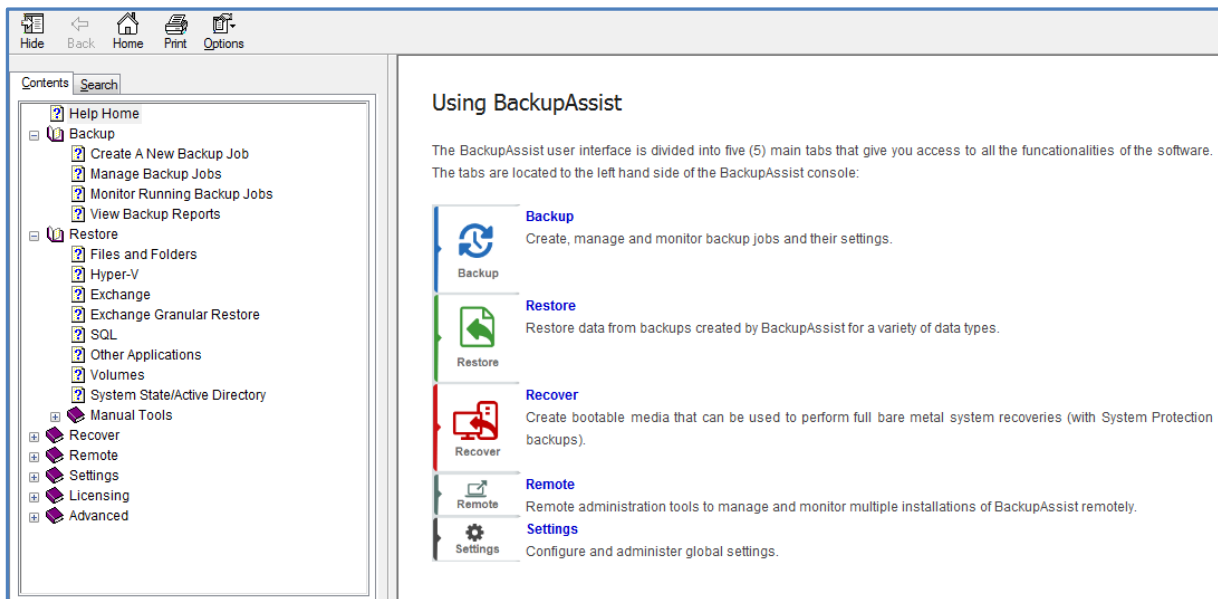 Hide Back Home Print Options
Contents Search
Help Home
Backup
Create A New Backup Job
Manage Backup Jobs
Monitor Running Backup Jobs
View Backup Reports
Restore
Files and Folders
Hyper-V
Exchange
Exchange Granular Restore
SQL
Other Applications
Volumes
System State/Active Directory
Manual Tools
Recover
Remote
Settings
Licensing
Advanced
Using BackupAssist
The BackupAssist user interface is divided into five (5) main tabs that give you access to all the funcationalities of the software.
The tabs are located to the left hand side of the BackupAssist console:
Backup
Backup
Create, manage and monitor backup jobs and their settings.
Restore
Restore
Restore data from backups created by BackupAssist for a variety of data types.
Recover
Recover
Create bootable media that can be used to perform full bare metal system recoveries (with System Protection
backups).
Remote
Remote
Remote administration tools to manage and monitor multiple installations of BackupAssist remotely.
Settings
Settings
Configure and administer global settings.